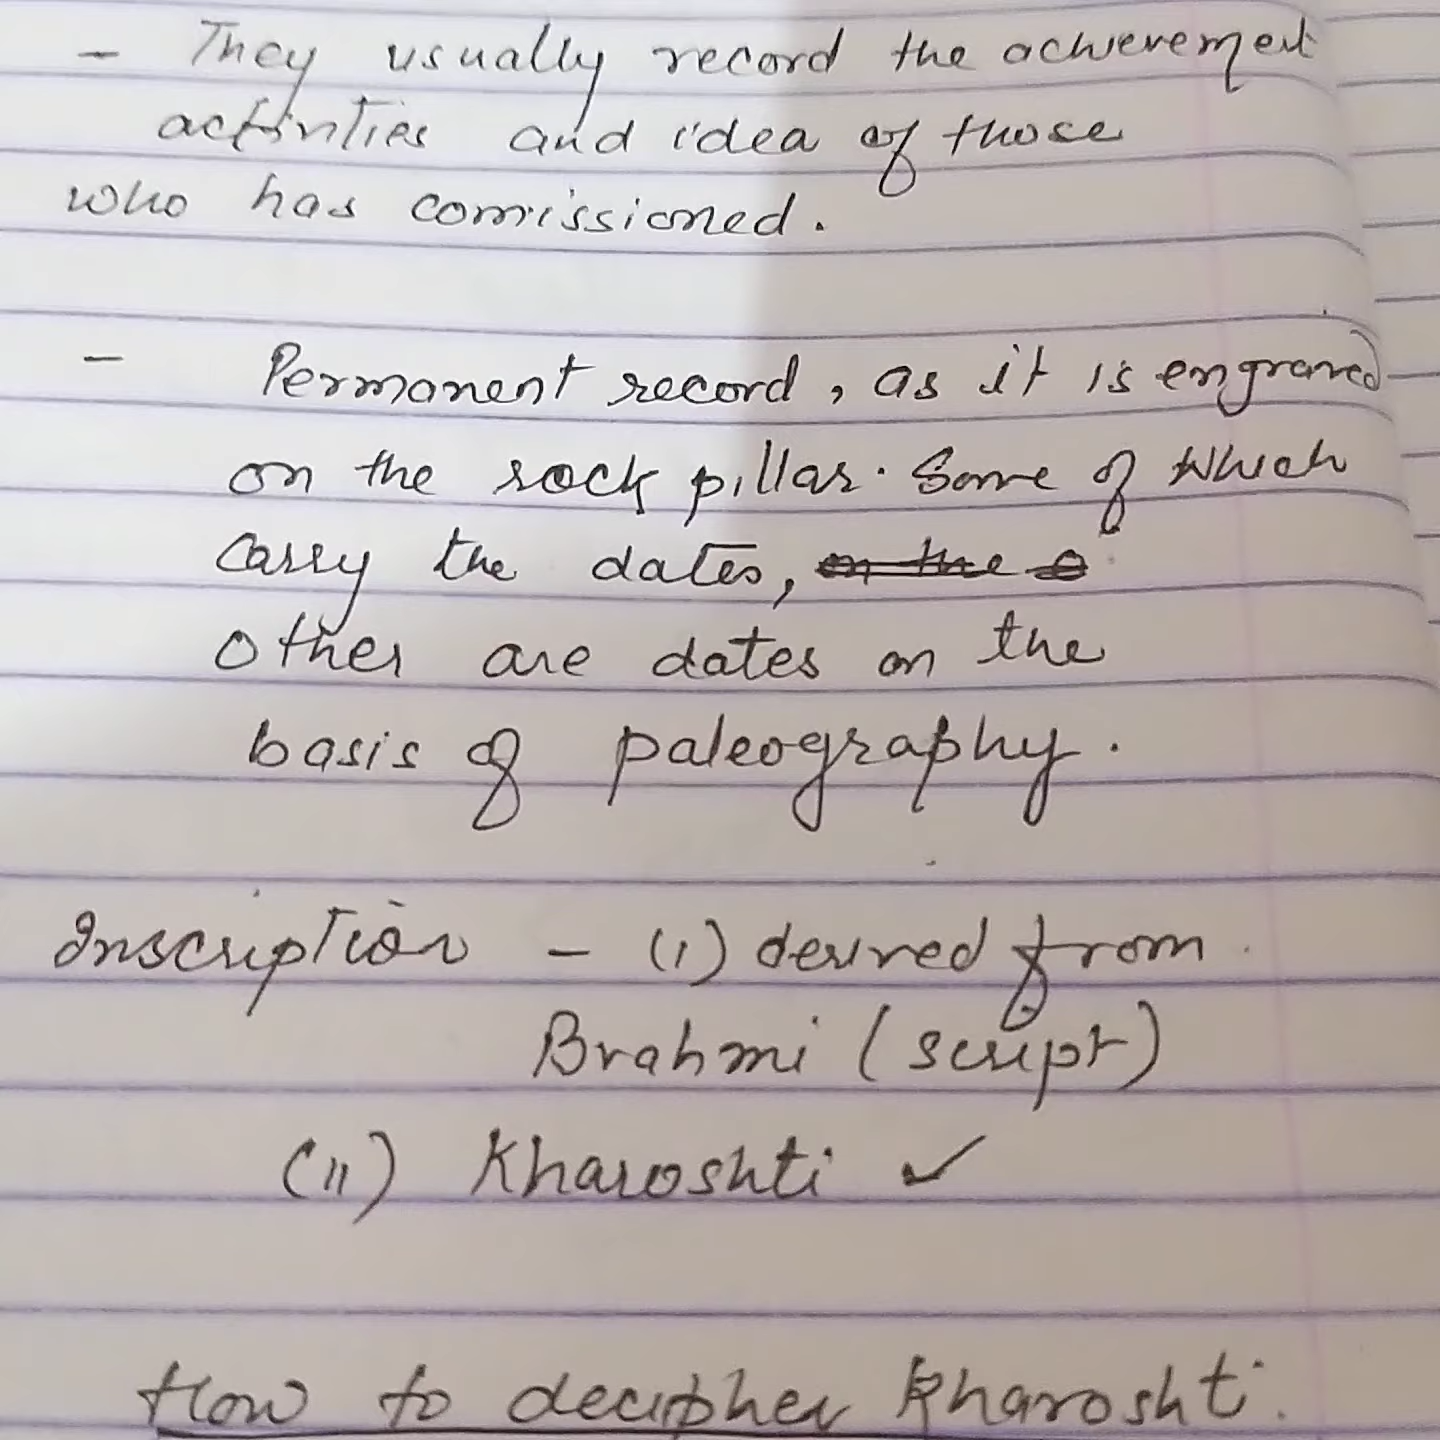 - They usually record the achievement
activities and idea of those
who has comissioned.
- Permanent record, as it is engraved
on the rock pillar. Some of which
carry the dates, on the o
other are dates on the
basis of paleography.
Inscription - (i) derived from
Brahmi (script)
(ii) Kharoshti ✓
How to decipher Kharoshti.